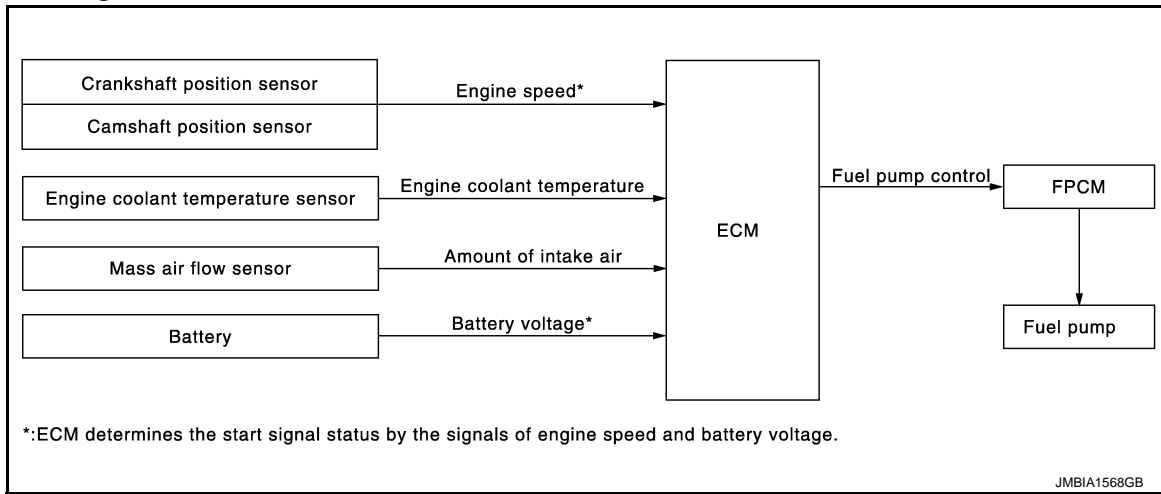 Crankshaft position sensor
Camshaft position sensor
Engine speed*
Engine coolant temperature sensor
Engine coolant temperature
Mass air flow sensor
Amount of intake air
Battery
Battery voltage*
ECM
Fuel pump control
FPCM
Fuel pump
*:ECM determines the start signal status by the signals of engine speed and battery voltage.
JMBIA1568GB